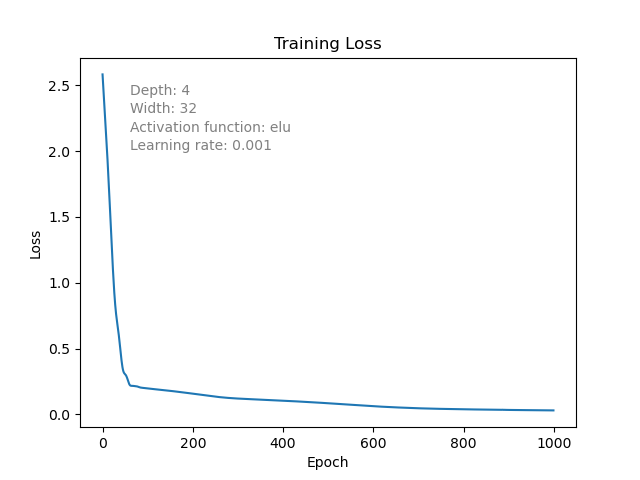 Training Loss
Depth: 4
Width: 32
Activation function: elu
Learning rate: 0.001
2.5
2.0
1.5
1.0
0.5
0.0
Loss
0 200 400 600 800 1000
Epoch